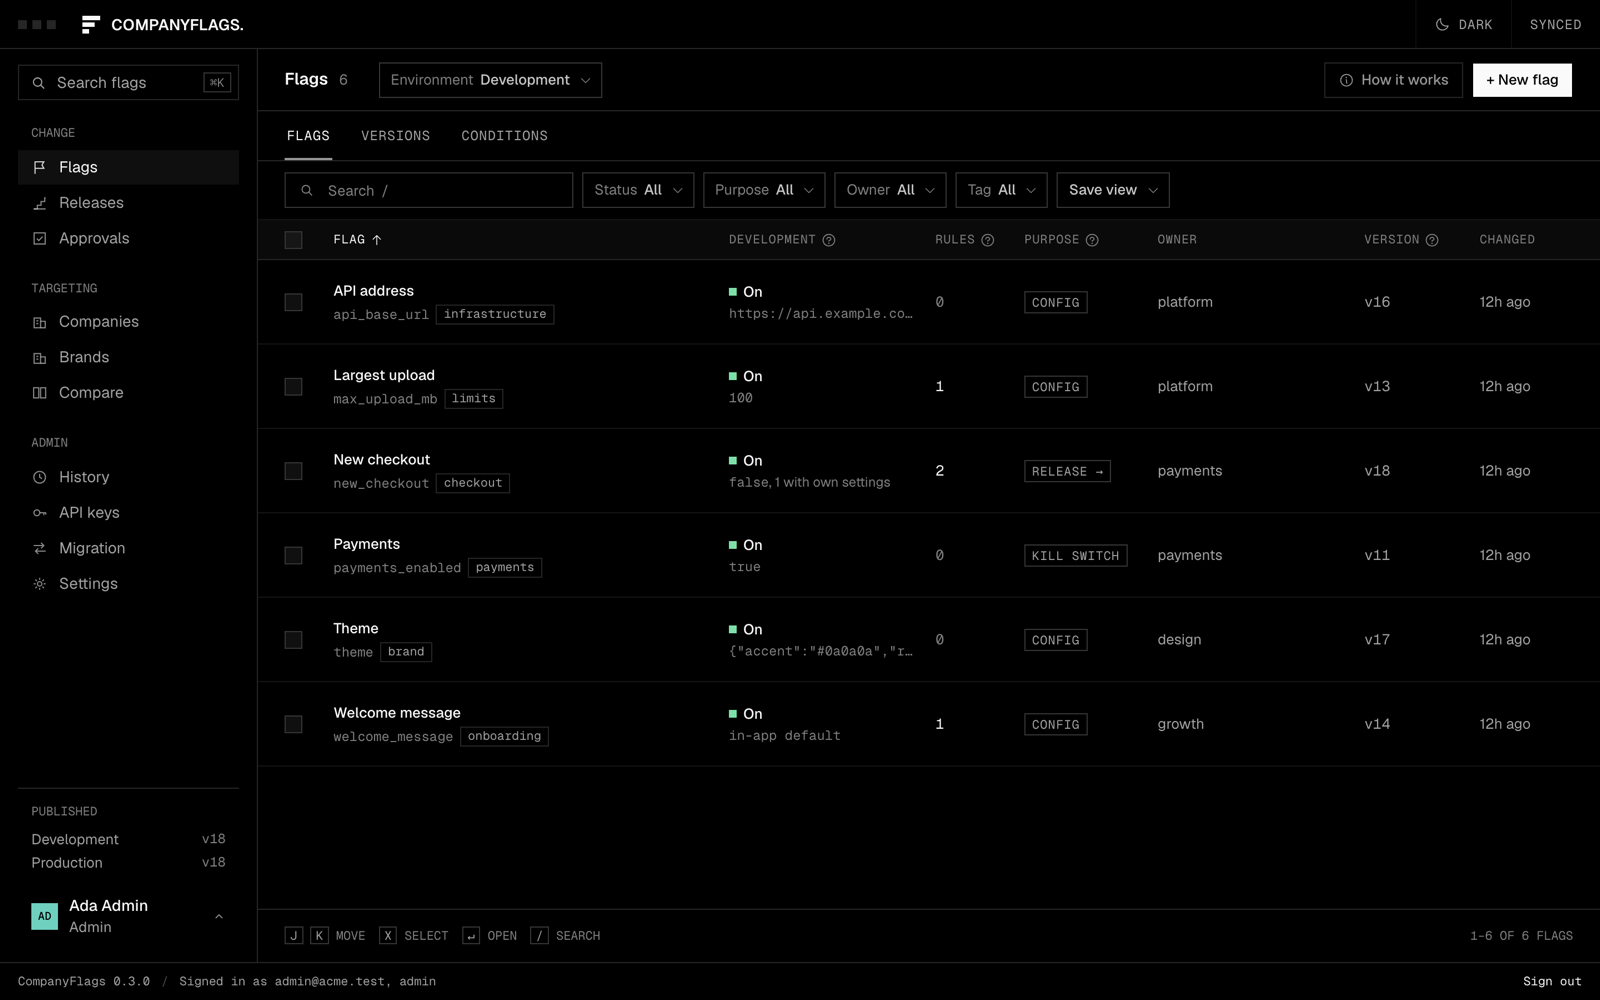 COMPANYFLAGS.
DARK
SYNCED
Search flags ⌘K
CHANGE
Flags
Releases
Approvals
TARGETING
Companies
Brands
Compare
ADMIN
History
API keys
Migration
Settings
PUBLISHED
Development v18
Production v18
AD
Ada Admin
Admin
Flags 6
Environment Development
How it works
+ New flag
FLAGS VERSIONS CONDITIONS
Search /
Status All
Purpose All
Owner All
Tag All
Save view
FLAG ↑ DEVELOPMENT ? RULES ? PURPOSE ? OWNER VERSION ? CHANGED
API address
api_base_url infrastructure
On
https://api.example.co…
0 CONFIG platform v16 12h ago
Largest upload
max_upload_mb limits
On
100
1 CONFIG platform v13 12h ago
New checkout
new_checkout checkout
On
false, 1 with own settings
2 RELEASE → payments v18 12h ago
Payments
payments_enabled payments
On
true
0 KILL SWITCH payments v11 12h ago
Theme
theme brand
On
{"accent":"#0a0a0a","r…
0 CONFIG design v17 12h ago
Welcome message
welcome_message onboarding
On
in-app default
1 CONFIG growth v14 12h ago
J K MOVE X SELECT ↵ OPEN / SEARCH
1–6 OF 6 FLAGS
CompanyFlags 0.3.0 / Signed in as admin@acme.test, admin
Sign out